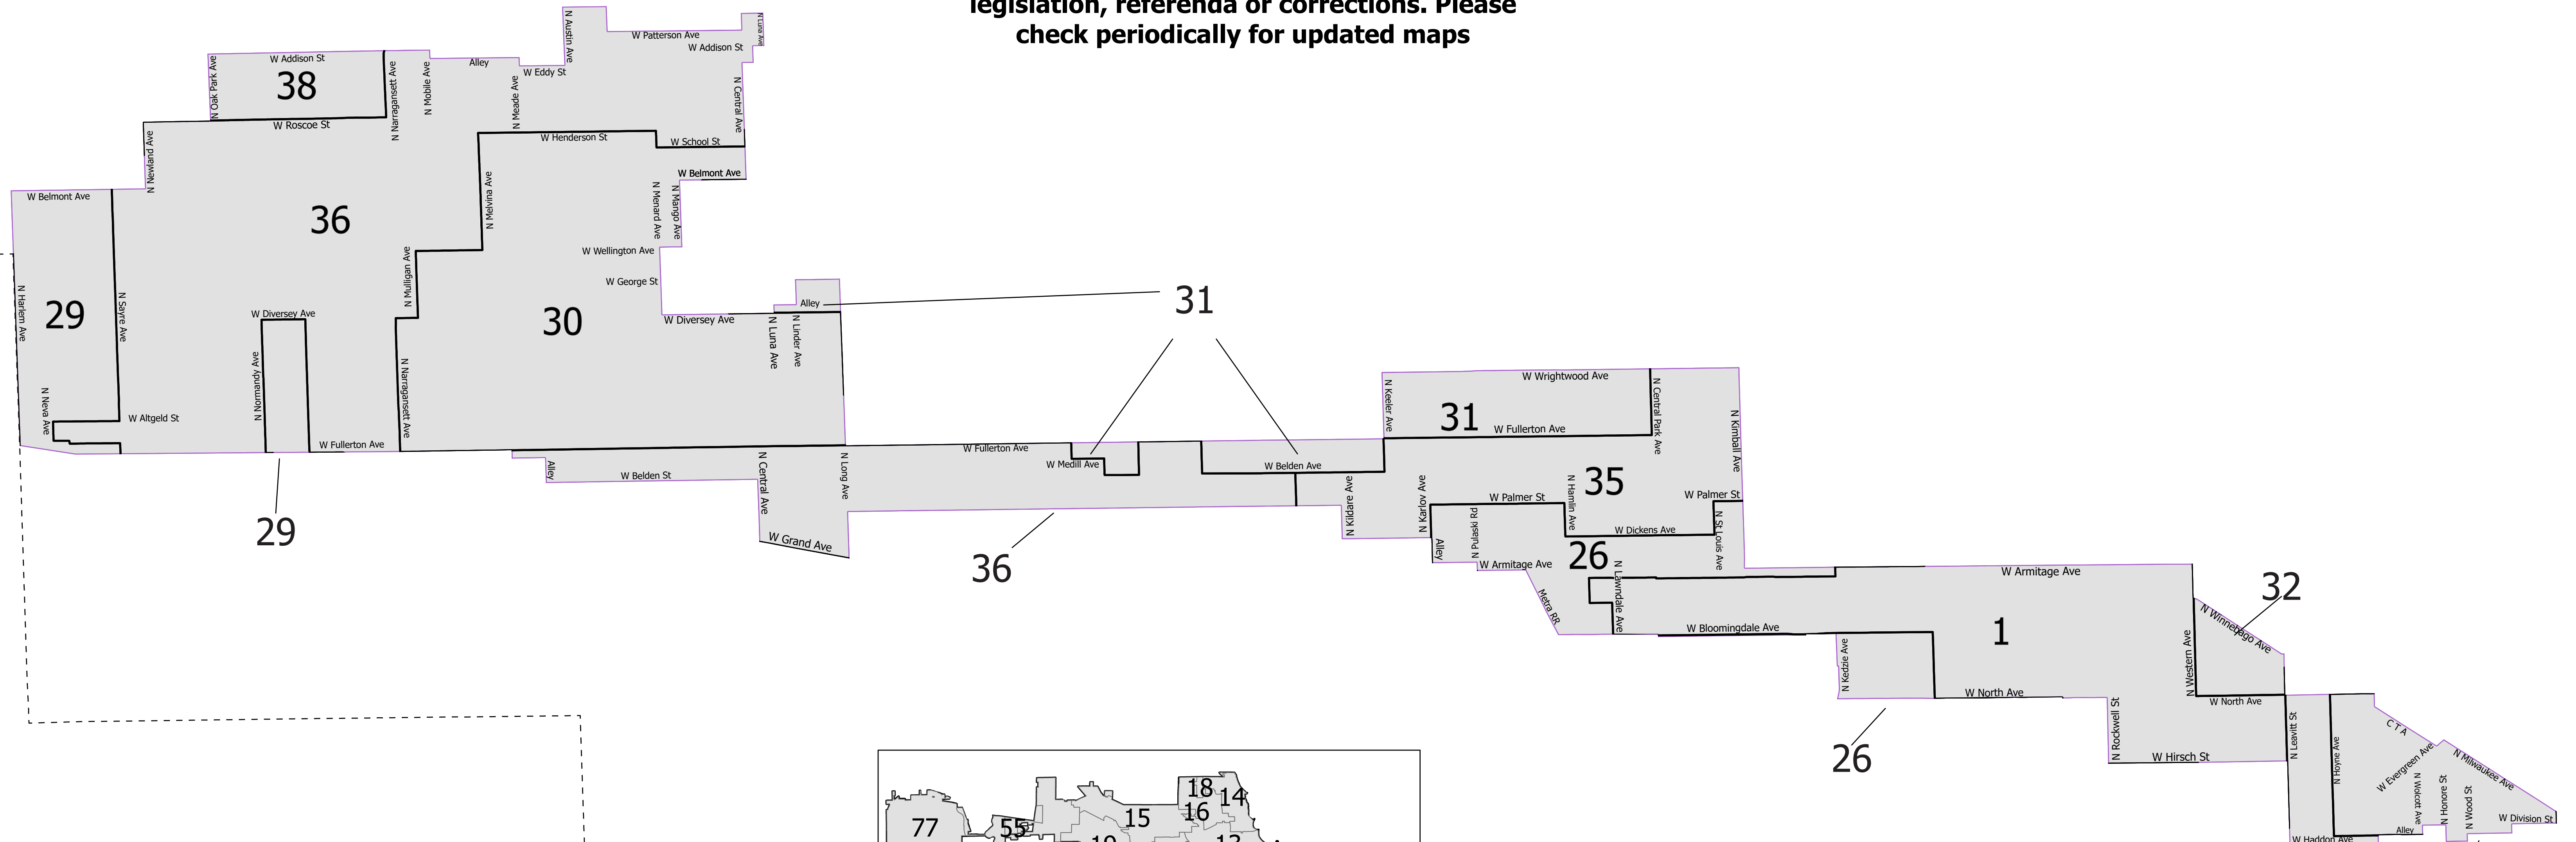 legislation, referenda or corrections. Please
check periodically for updated maps
N Austin Ave
N Luna Ave
W Patterson Ave
W Addison St
W Addison St
Alley
W Eddy St
N Oak Park Ave
38
N Narragansett Ave
N Mobile Ave
N Meade Ave
N Central Ave
W Roscoe St
W Henderson St
W School St
N Newland Ave
W Belmont Ave
W Belmont Ave
36
N Melvina Ave
N Menard Ave
N Mango Ave
W Wellington Ave
N Mulligan Ave
W George St
29
N Harlem Ave
N Sayre Ave
W Diversey Ave
30
W Diversey Ave
Alley
31
N Luna Ave
N Linder Ave
N Normandy Ave
N Narragansett Ave
N Neva Ave
W Altgeld St
W Fullerton Ave
29
Alley
W Belden St
N Central Ave
N Long Ave
W Fullerton Ave
W Medill Ave
W Belden Ave
W Grand Ave
36
N Keeler Ave
W Wrightwood Ave
31
W Fullerton Ave
N Central Park Ave
N Kimball Ave
35
N Kildare Ave
N Karlov Ave
W Palmer St
N Hamlin Ave
W Palmer St
N Pulaski Rd
Alley
W Dickens Ave
N St Louis Ave
26
W Armitage Ave
N Lawndale Ave
Metra RR
W Bloomingdale Ave
W Armitage Ave
32
N Winnebago Ave
1
N Western Ave
N Kedzie Ave
W North Ave
W North Ave
26
N Rockwell St
W Hirsch St
N Leavitt St
N Hoyne Ave
C T A
W Evergreen Ave
N Milwaukee Ave
N Wolcott Ave
N Honore St
N Wood St
W Division St
Alley
W Haddon Ave
77
55
15
18
14
16
10
13